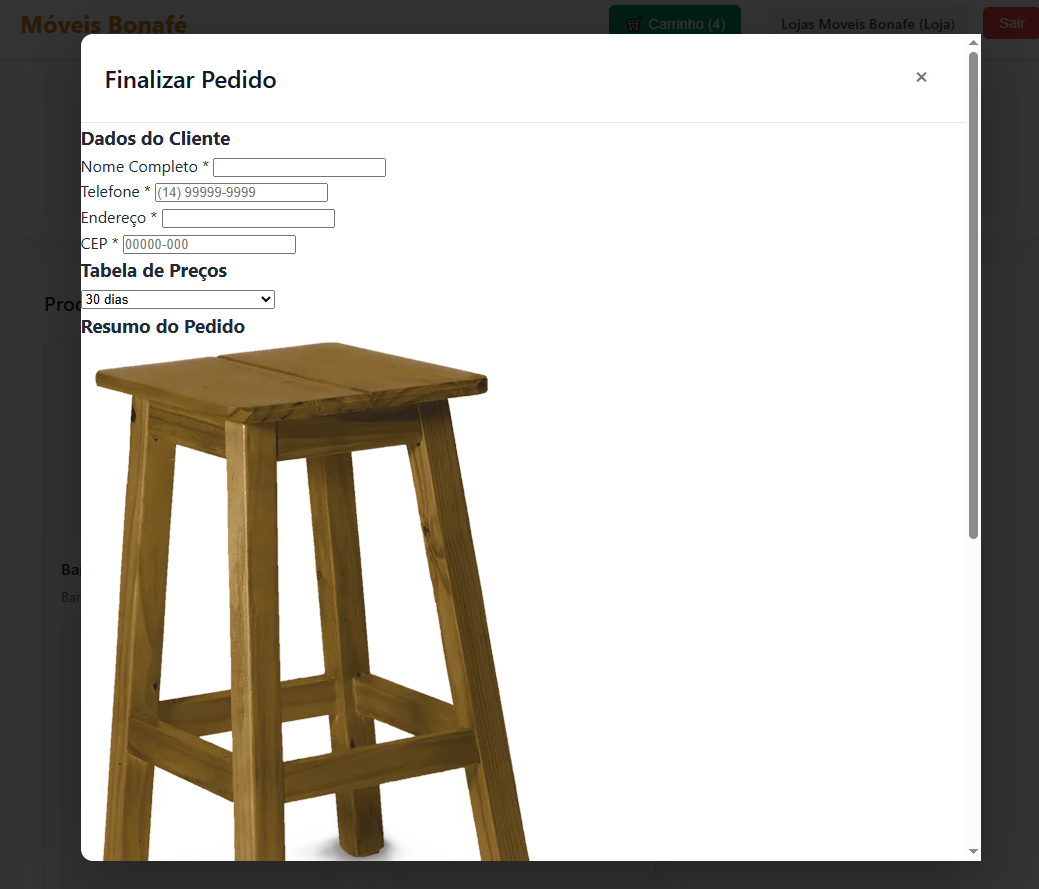 Móveis Bonafé
🛒 Carrinho (4)
Lojas Moveis Bonafe (Loja)
Sair
Finalizar Pedido
×
Dados do Cliente
Nome Completo *
Telefone * (14) 99999-9999
Endereço *
CEP * 00000-000
Tabela de Preços
30 dias
Resumo do Pedido
Prod
Ba
Bar